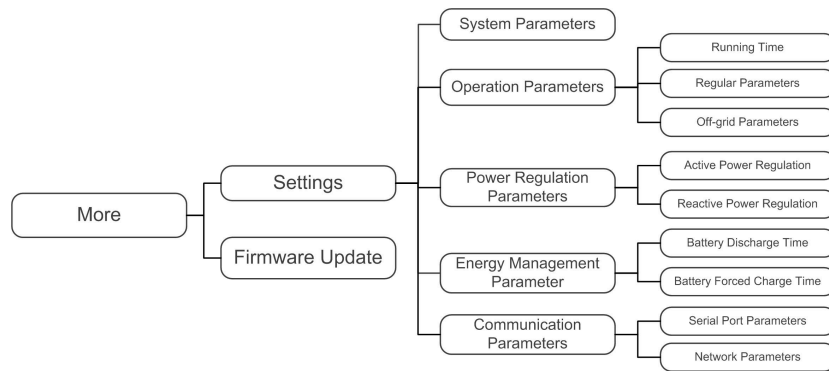 More
Settings
Firmware Update
System Parameters
Operation Parameters
Running Time
Regular Parameters
Off-grid Parameters
Power Regulation
Parameters
Active Power Regulation
Reactive Power Regulation
Energy Management
Parameter
Battery Discharge Time
Battery Forced Charge Time
Communication
Parameters
Serial Port Parameters
Network Parameters